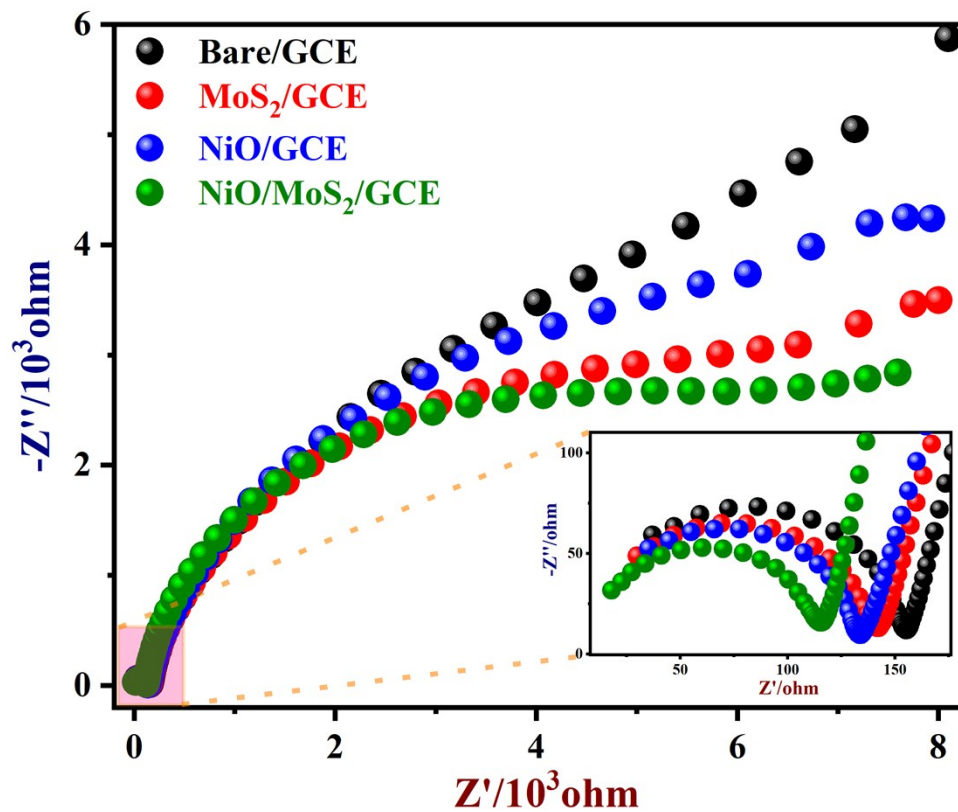 6
4
2
0
-Z''/10³ohm
Bare/GCE
MoS₂/GCE
NiO/GCE
NiO/MoS₂/GCE
100
50
0
-Z''/ohm
50 100 150
Z'/ohm
0 2 4 6 8
Z'/10³ohm